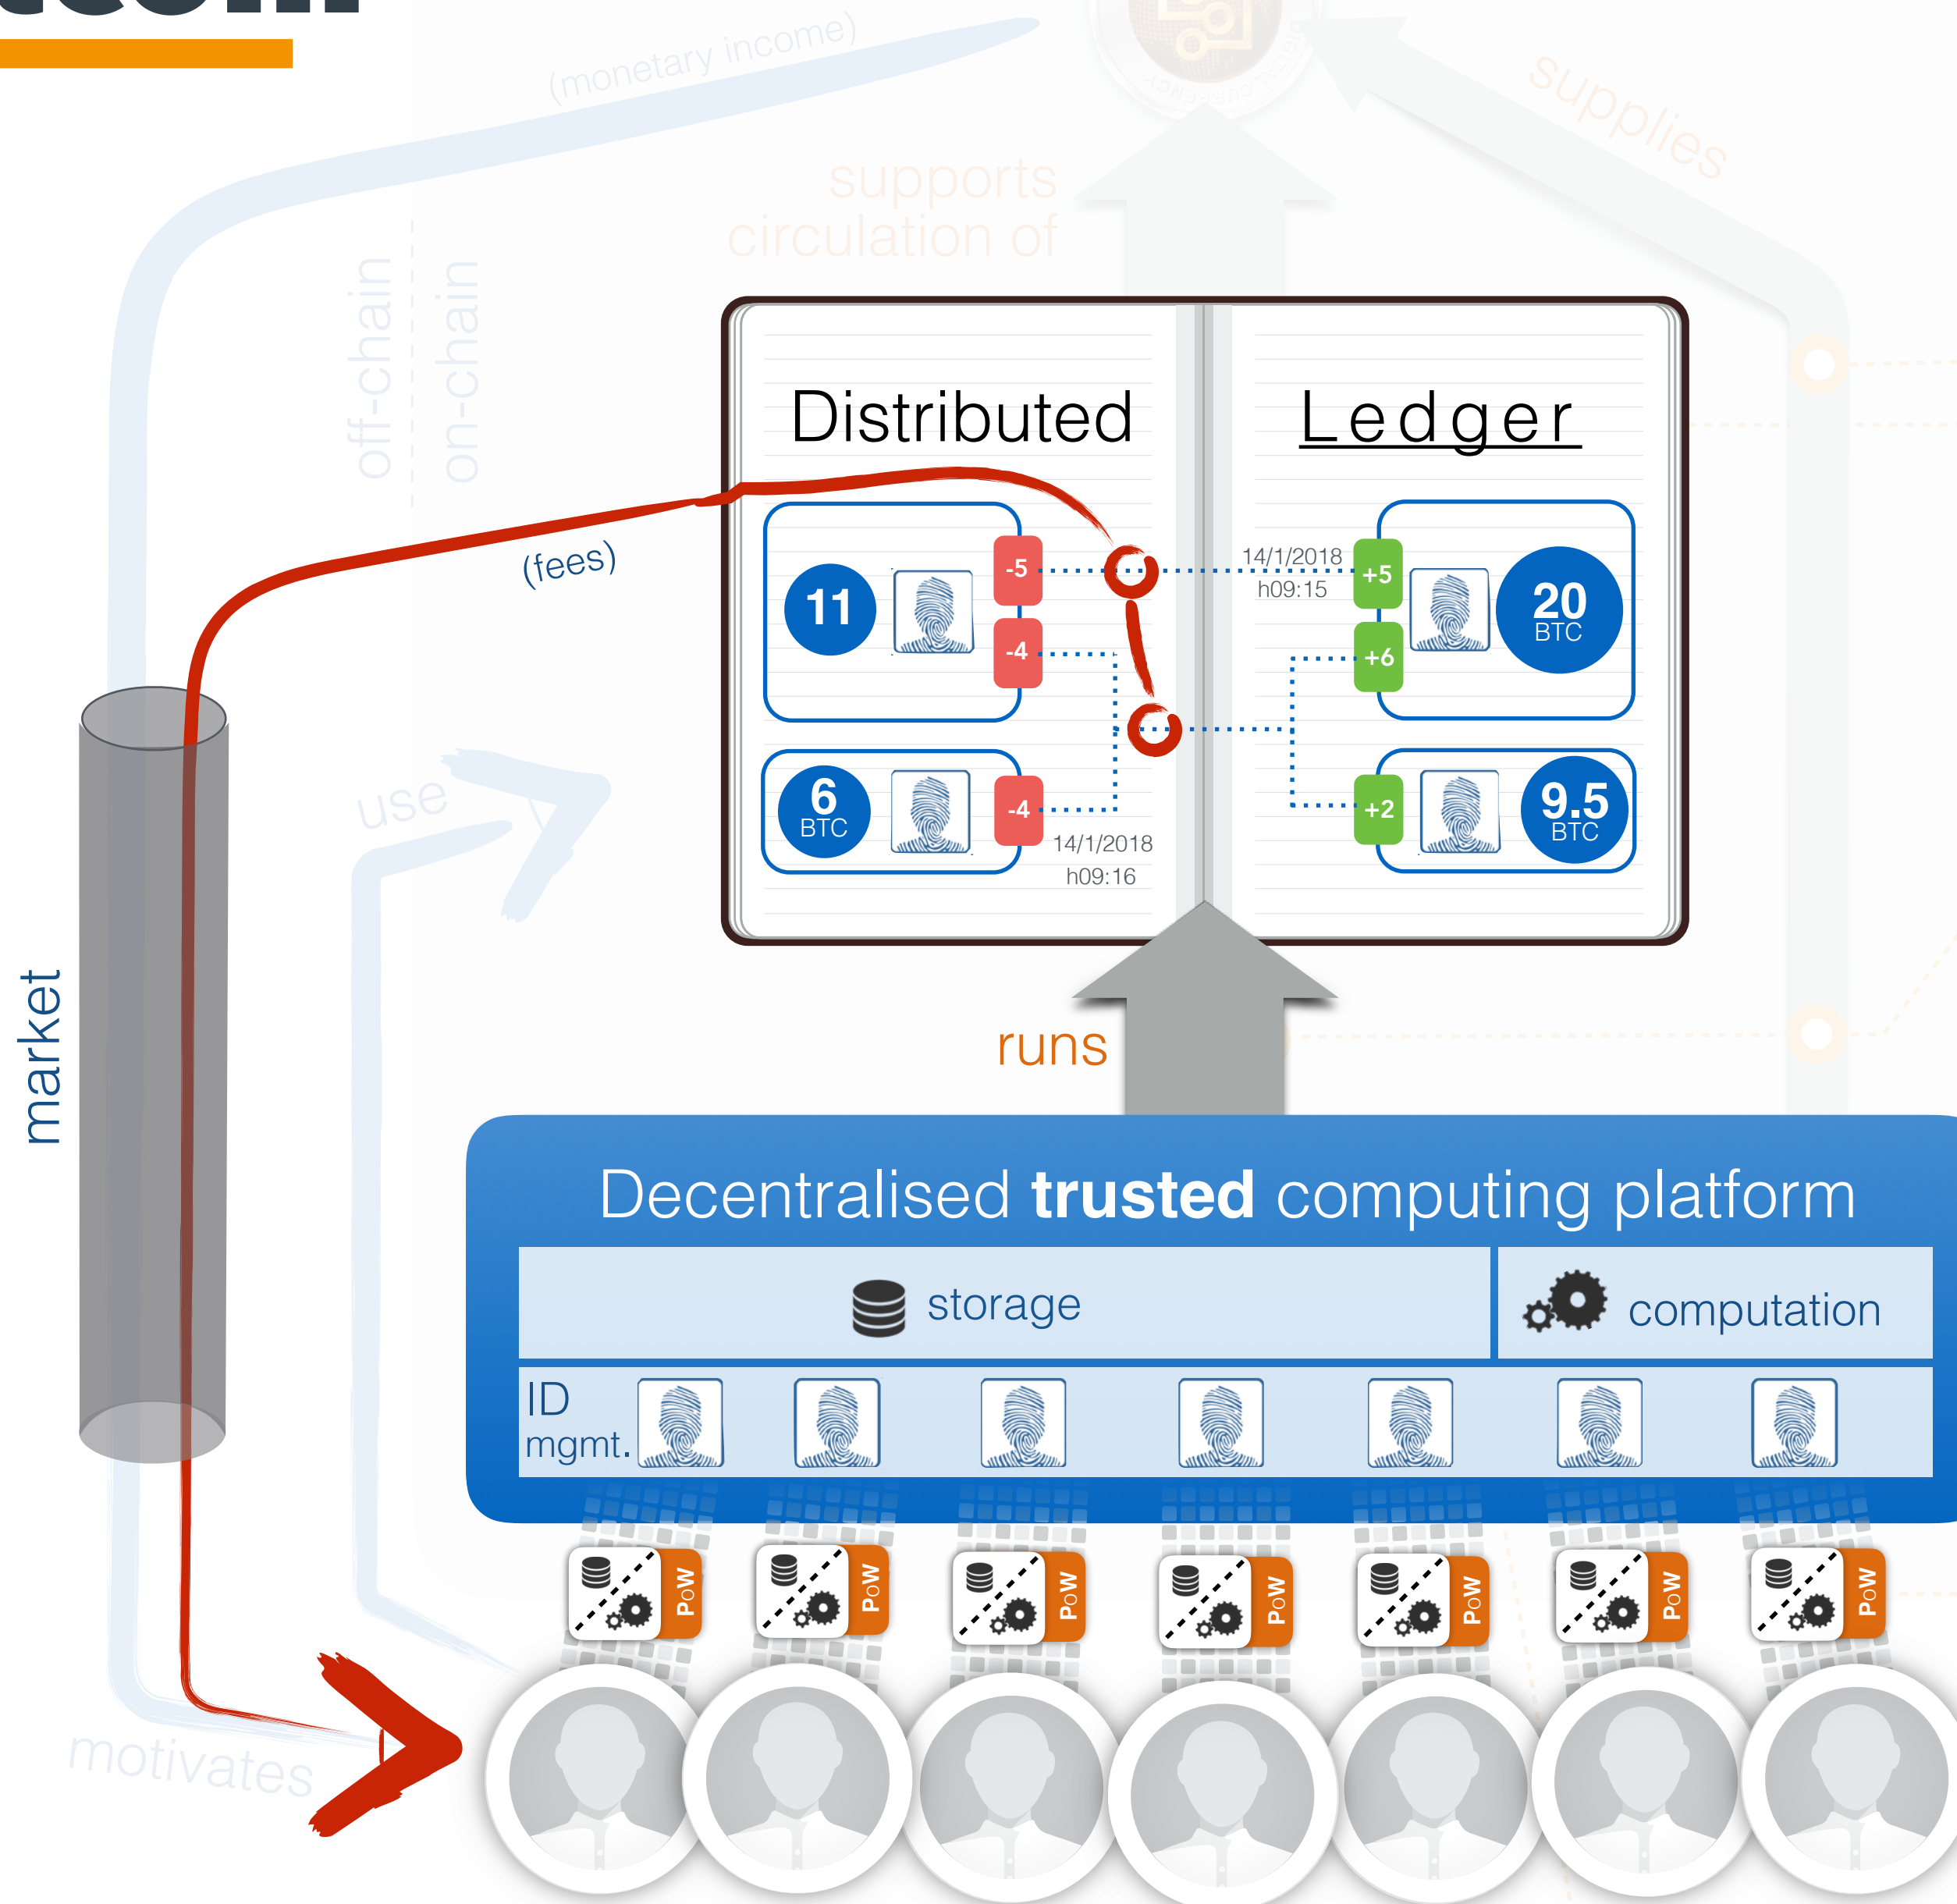 (monetary income)
supplies
supports
circulation of
off-chain
on-chain
Distributed
Ledger
(fees)
11
-5
-4
14/1/2018
h09:15
+5
+6
20
BTC
use
6
BTC
-4
14/1/2018
h09:16
+2
9.5
BTC
market
runs
Decentralised trusted computing platform
storage
computation
ID
mgmt.
PoW
PoW
PoW
PoW
PoW
PoW
PoW
motivates